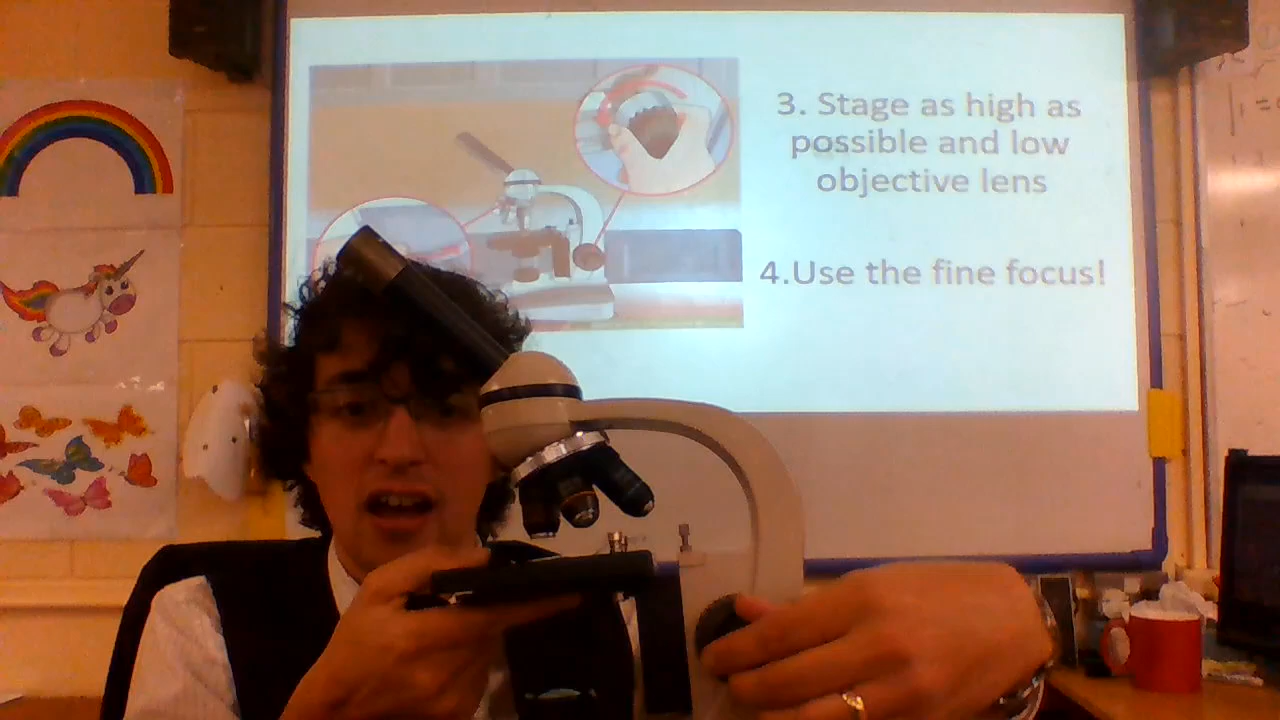 3. Stage as high as
possible and low
objective lens
4.Use the fine focus!